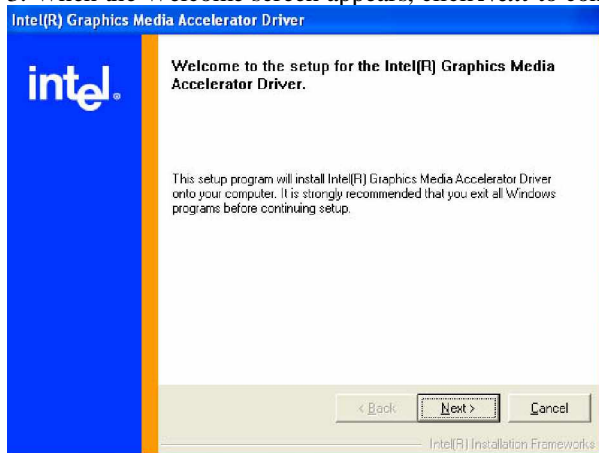 Intel(R) Graphics Media Accelerator Driver
intel®
Welcome to the setup for the Intel(R) Graphics Media
Accelerator Driver.
This setup program will install Intel(R) Graphics Media Accelerator Driver
onto your computer. It is strongly recommended that you exit all Windows
programs before continuing setup.
< Back
Next >
Cancel
Intel(R) Installation Frameworks